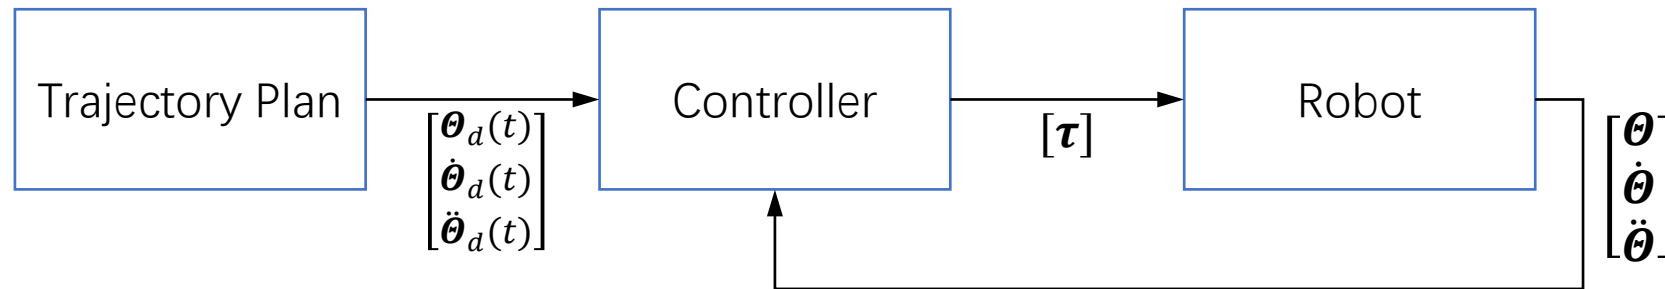 Trajectory Plan
Controller
Robot
[𝜣_d(t)]
[𝜣̇_d(t)]
[𝜣̈_d(t)]
[𝝉]
[𝜣]
[𝜣̇]
[𝜣̈]